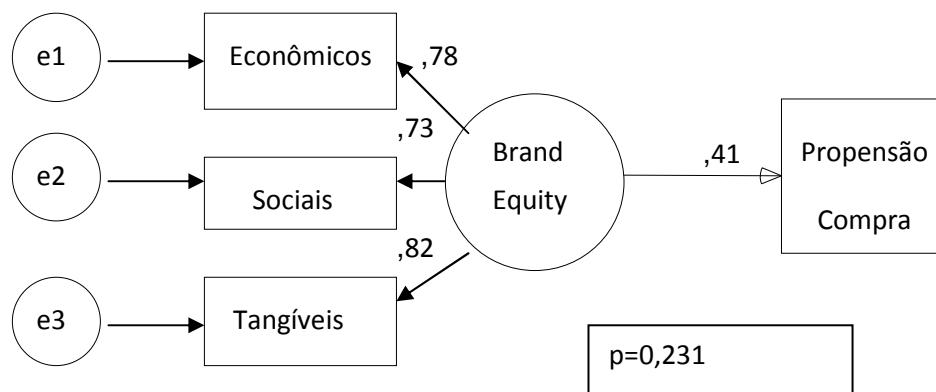 e1
Econômicos
,78
e2
Sociais
,73
e3
Tangíveis
,82
Brand
Equity
,41
Propensão
Compra
p=0,231